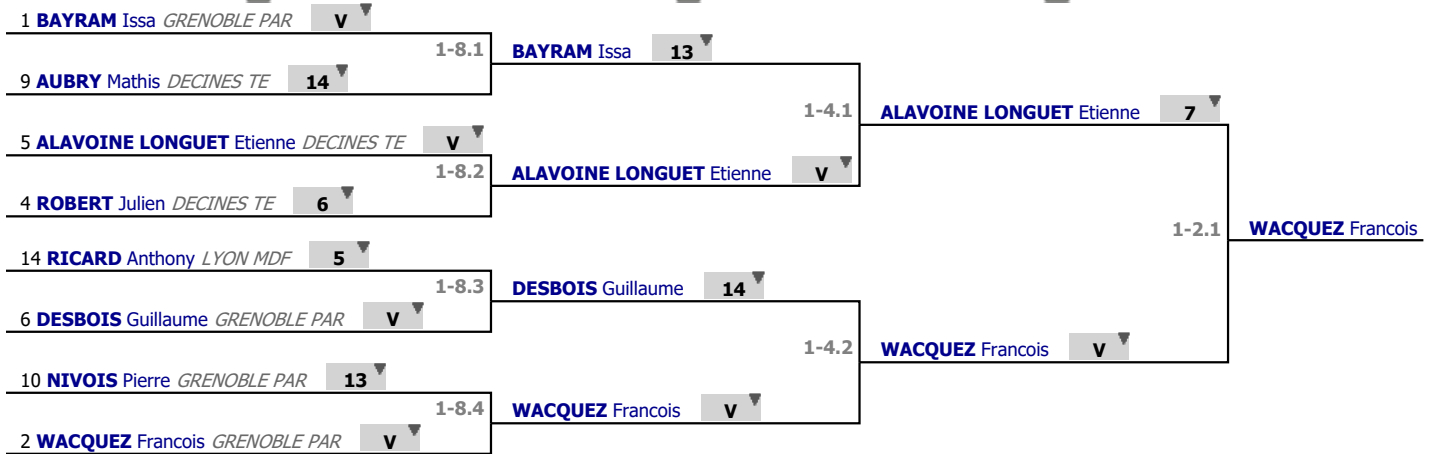 1 BAYRAM Issa GRENOBLE PAR V
1-8.1
BAYRAM Issa 13
9 AUBRY Mathis DECINES TE 14
1-4.1
ALAVOINE LONGUET Etienne 7
5 ALAVOINE LONGUET Etienne DECINES TE V
1-8.2
ALAVOINE LONGUET Etienne V
4 ROBERT Julien DECINES TE 6
1-2.1
WACQUEZ Francois
14 RICARD Anthony LYON MDF 5
1-8.3
DESBOIS Guillaume 14
6 DESBOIS Guillaume GRENOBLE PAR V
1-4.2
WACQUEZ Francois V
10 NIVOIS Pierre GRENOBLE PAR 13
1-8.4
WACQUEZ Francois V
2 WACQUEZ Francois GRENOBLE PAR V